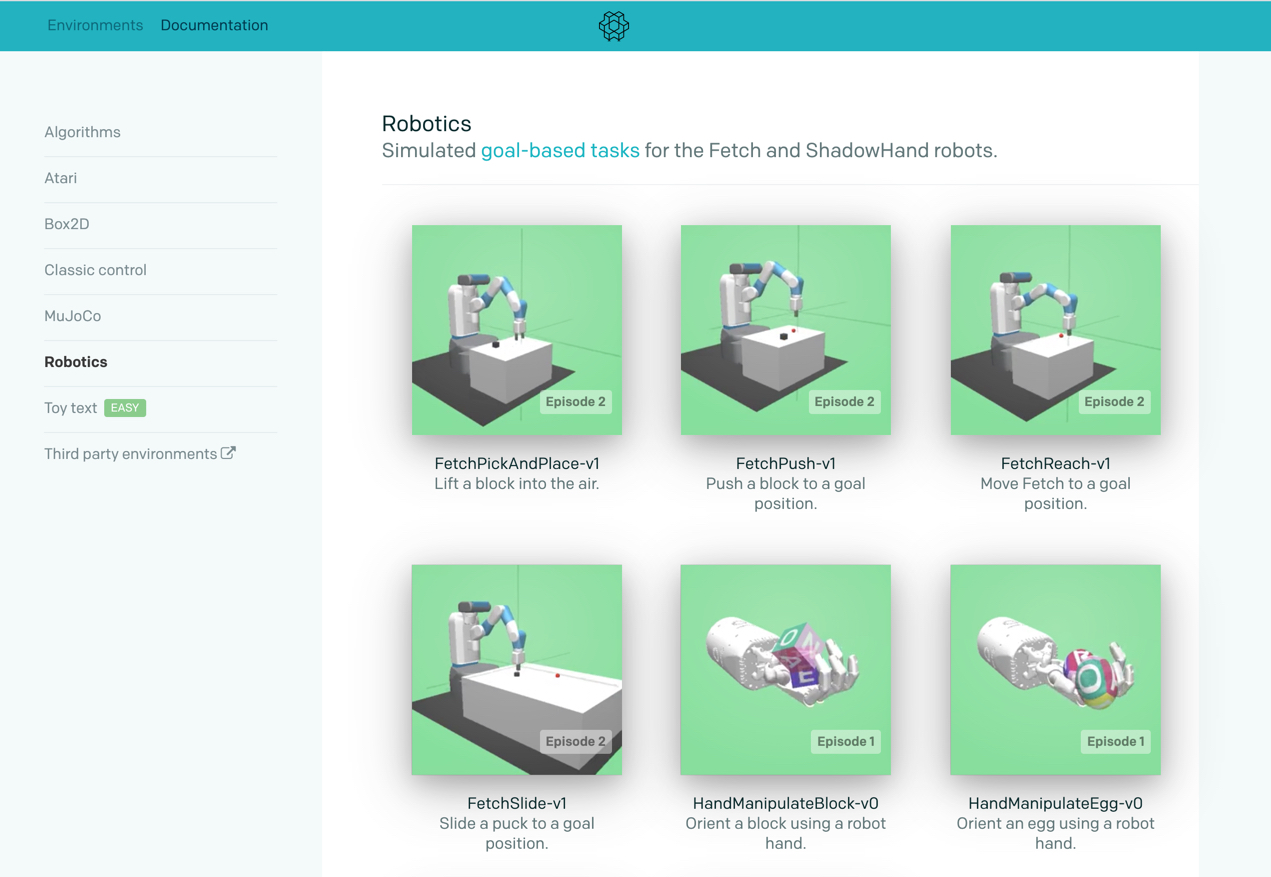 Environments Documentation
Algorithms
Atari
Box2D
Classic control
MuJoCo
Robotics
Toy text EASY
Third party environments
Robotics
Simulated goal-based tasks for the Fetch and ShadowHand robots.
Episode 2
FetchPickAndPlace-v1
Lift a block into the air.
Episode 2
FetchPush-v1
Push a block to a goal
position.
Episode 2
FetchReach-v1
Move Fetch to a goal
position.
Episode 2
FetchSlide-v1
Slide a puck to a goal
position.
O
N
A
E
Episode 1
HandManipulateBlock-v0
Orient a block using a robot
hand.
O
Episode 1
HandManipulateEgg-v0
Orient an egg using a robot
hand.